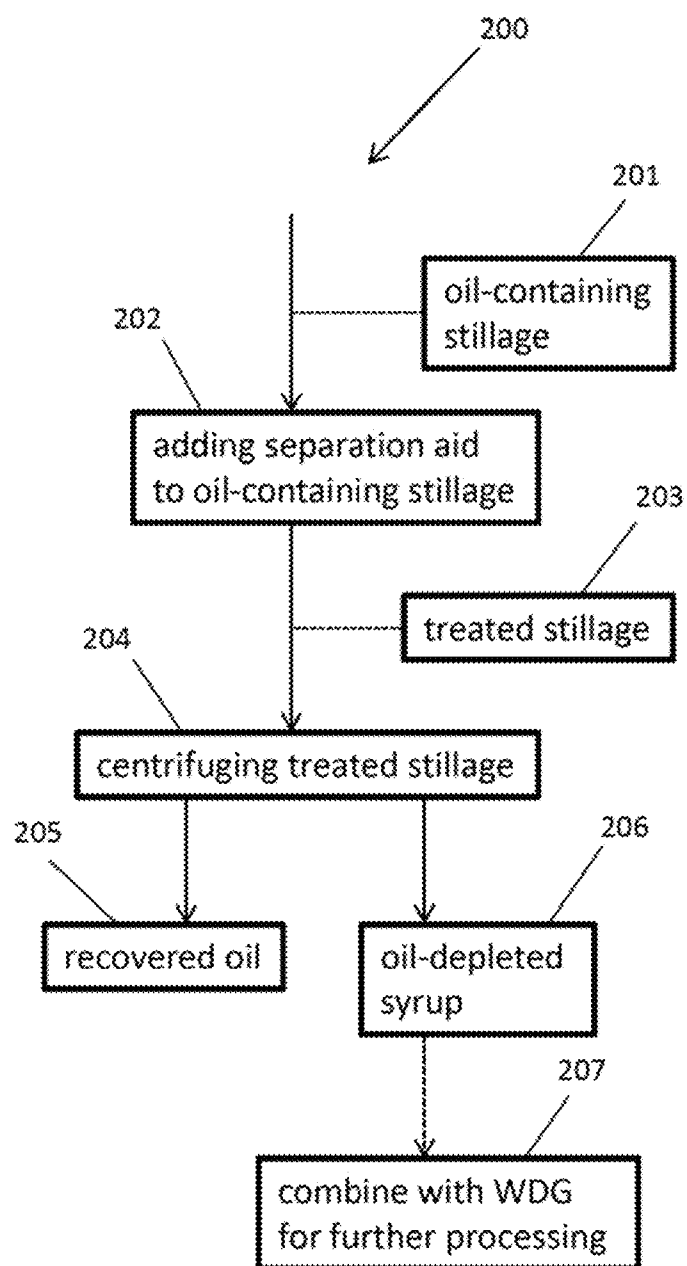 200
201
oil-containing
stillage
202
adding separation aid
to oil-containing stillage
203
treated stillage
204
centrifuging treated stillage
205
206
recovered oil
oil-depleted
syrup
207
combine with WDG
for further processing